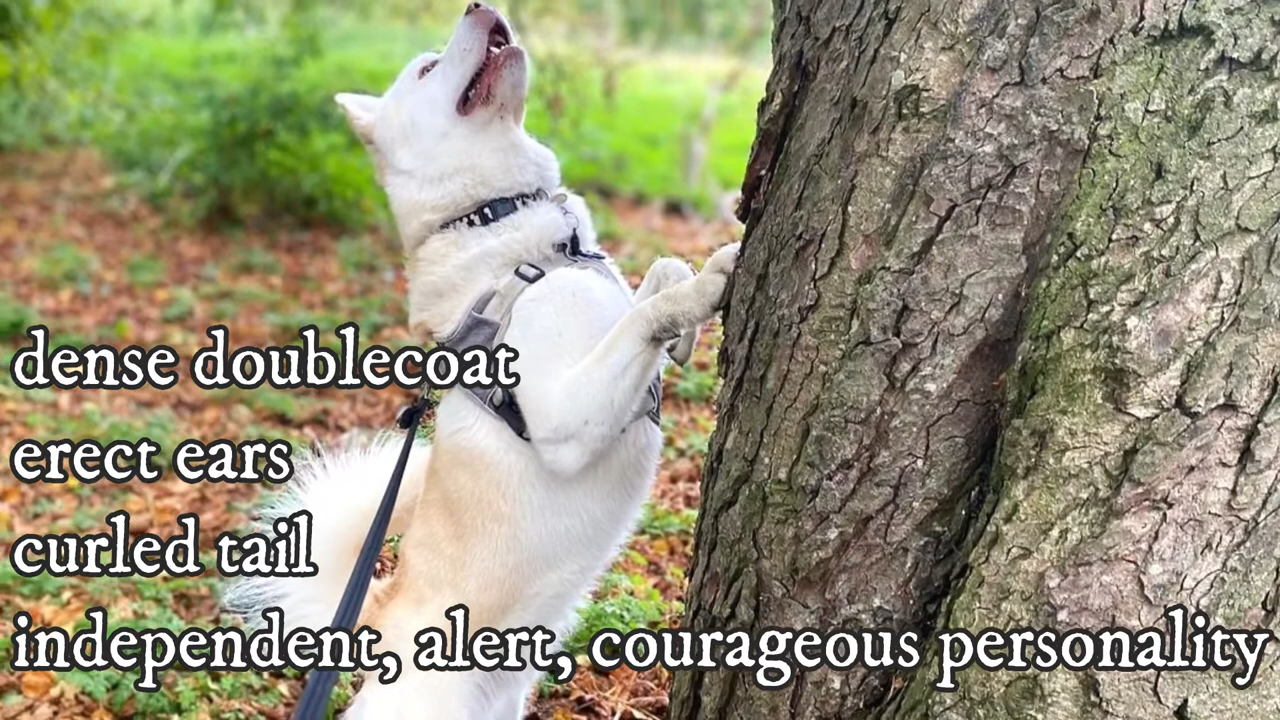 dense doublecoat
erect ears
curled tail
independent, alert, courageous personality